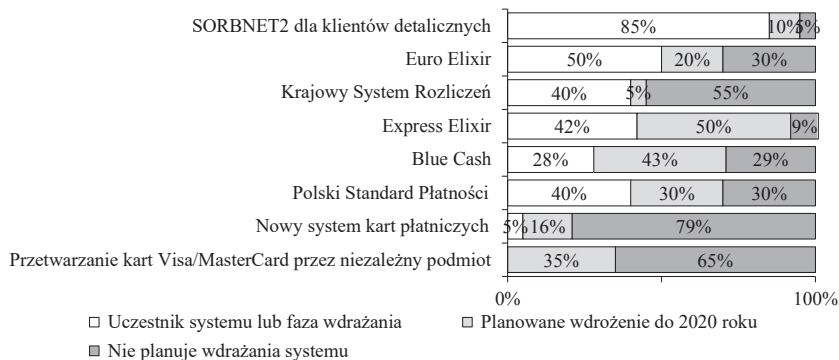 SORBNET2 dla klientów detalicznych 85% 10% 5%
Euro Elixir 50% 20% 30%
Krajowy System Rozliczeń 40% 5% 55%
Express Elixir 42% 50% 9%
Blue Cash 28% 43% 29%
Polski Standard Płatności 40% 30% 30%
Nowy system kart płatniczych 5% 16% 79%
Przetwarzanie kart Visa/MasterCard przez niezależny podmiot 35% 65%
0% 100%
Uczestnik systemu lub faza wdrażania Planowane wdrożenie do 2020 roku
Nie planuje wdrażania systemu